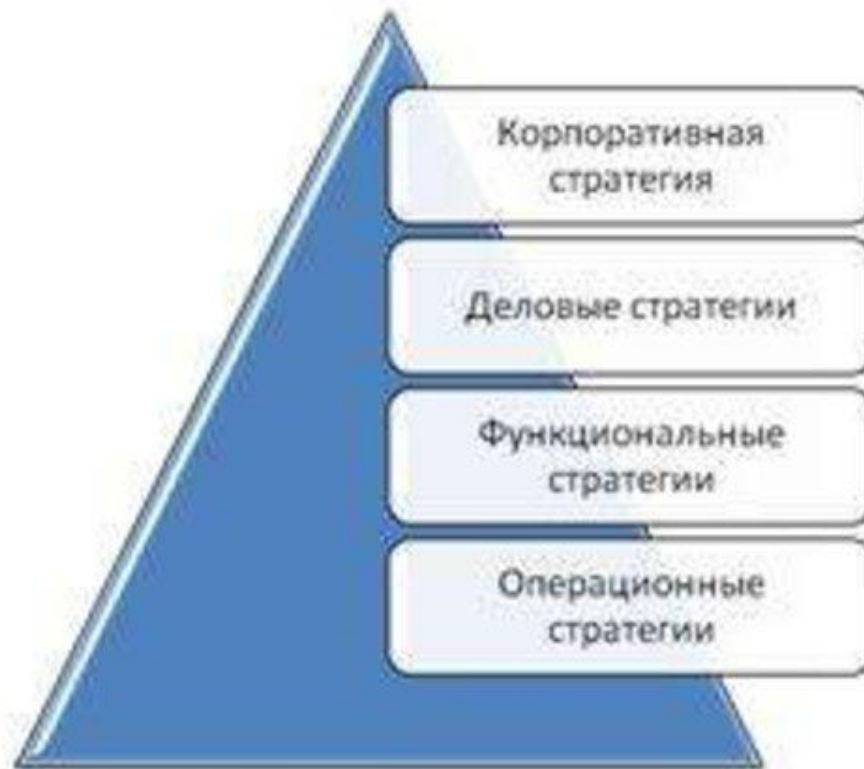 Корпоративная
стратегия
Деловые стратегии
Функциональные
стратегии
Операционные
стратегии